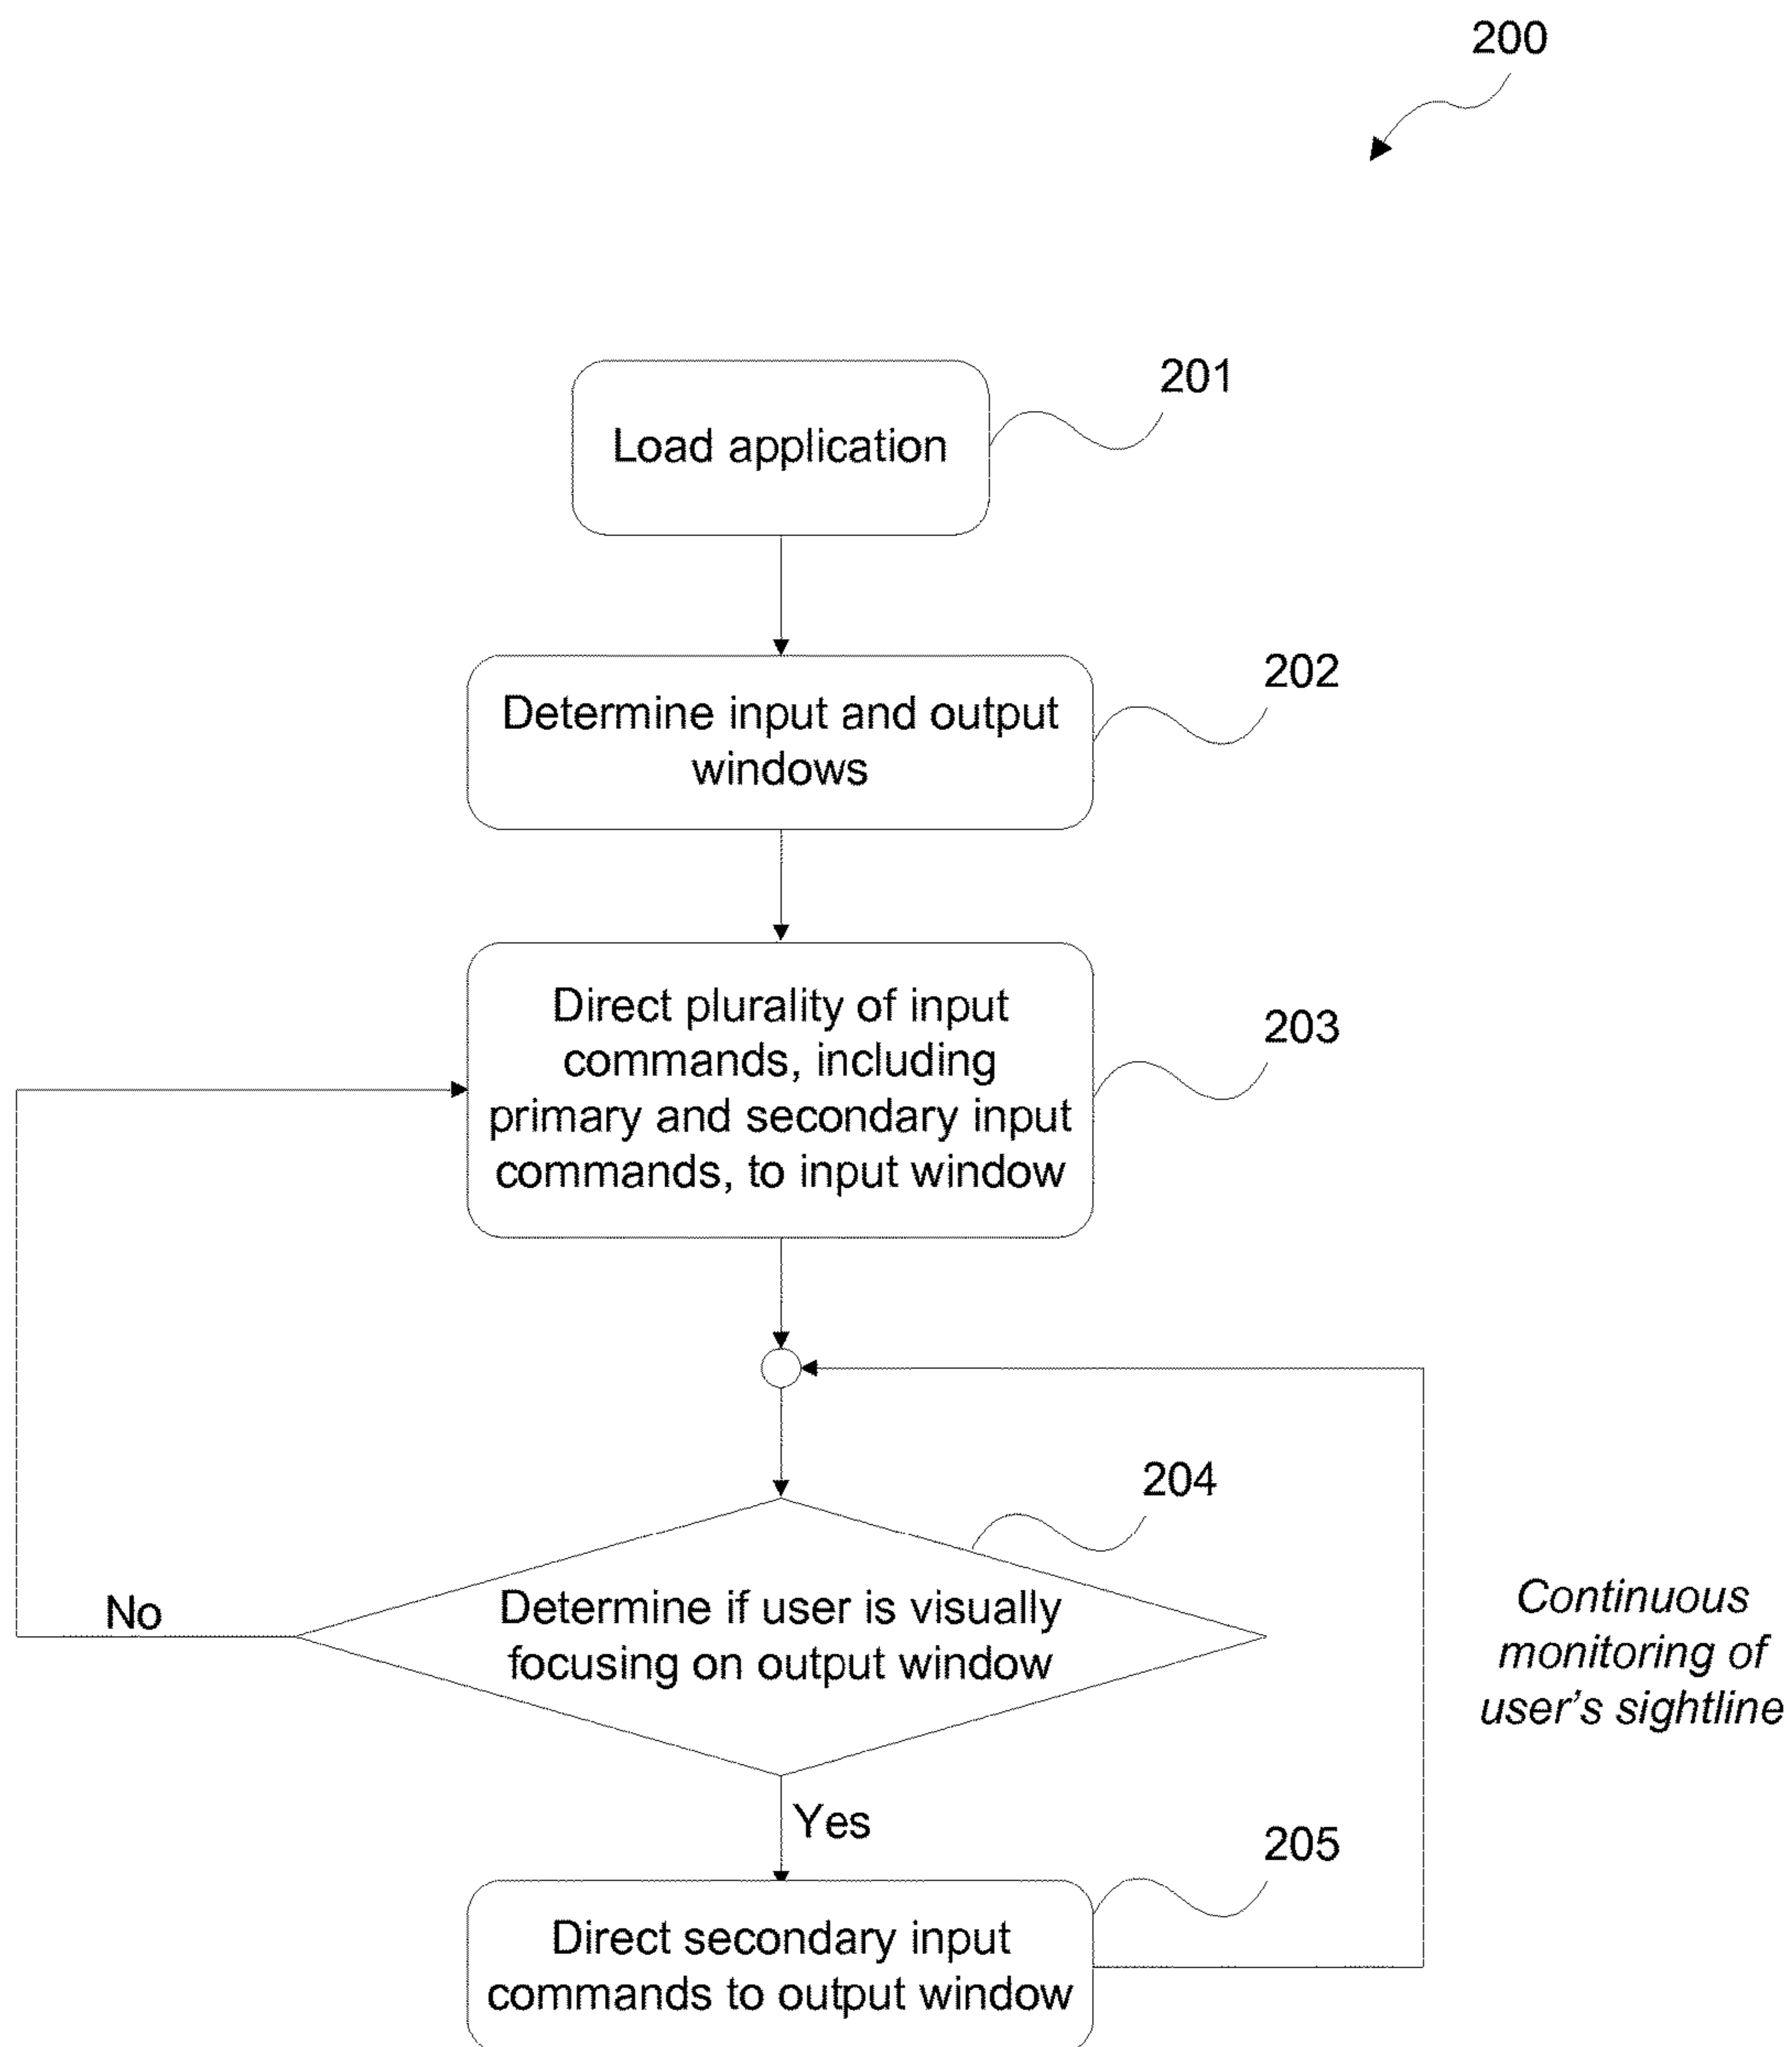 200
201
Load application
202
Determine input and output
windows
203
Direct plurality of input
commands, including
primary and secondary input
commands, to input window
204
Determine if user is visually
focusing on output window
No
Continuous
monitoring of
user's sightline
Yes
205
Direct secondary input
commands to output window